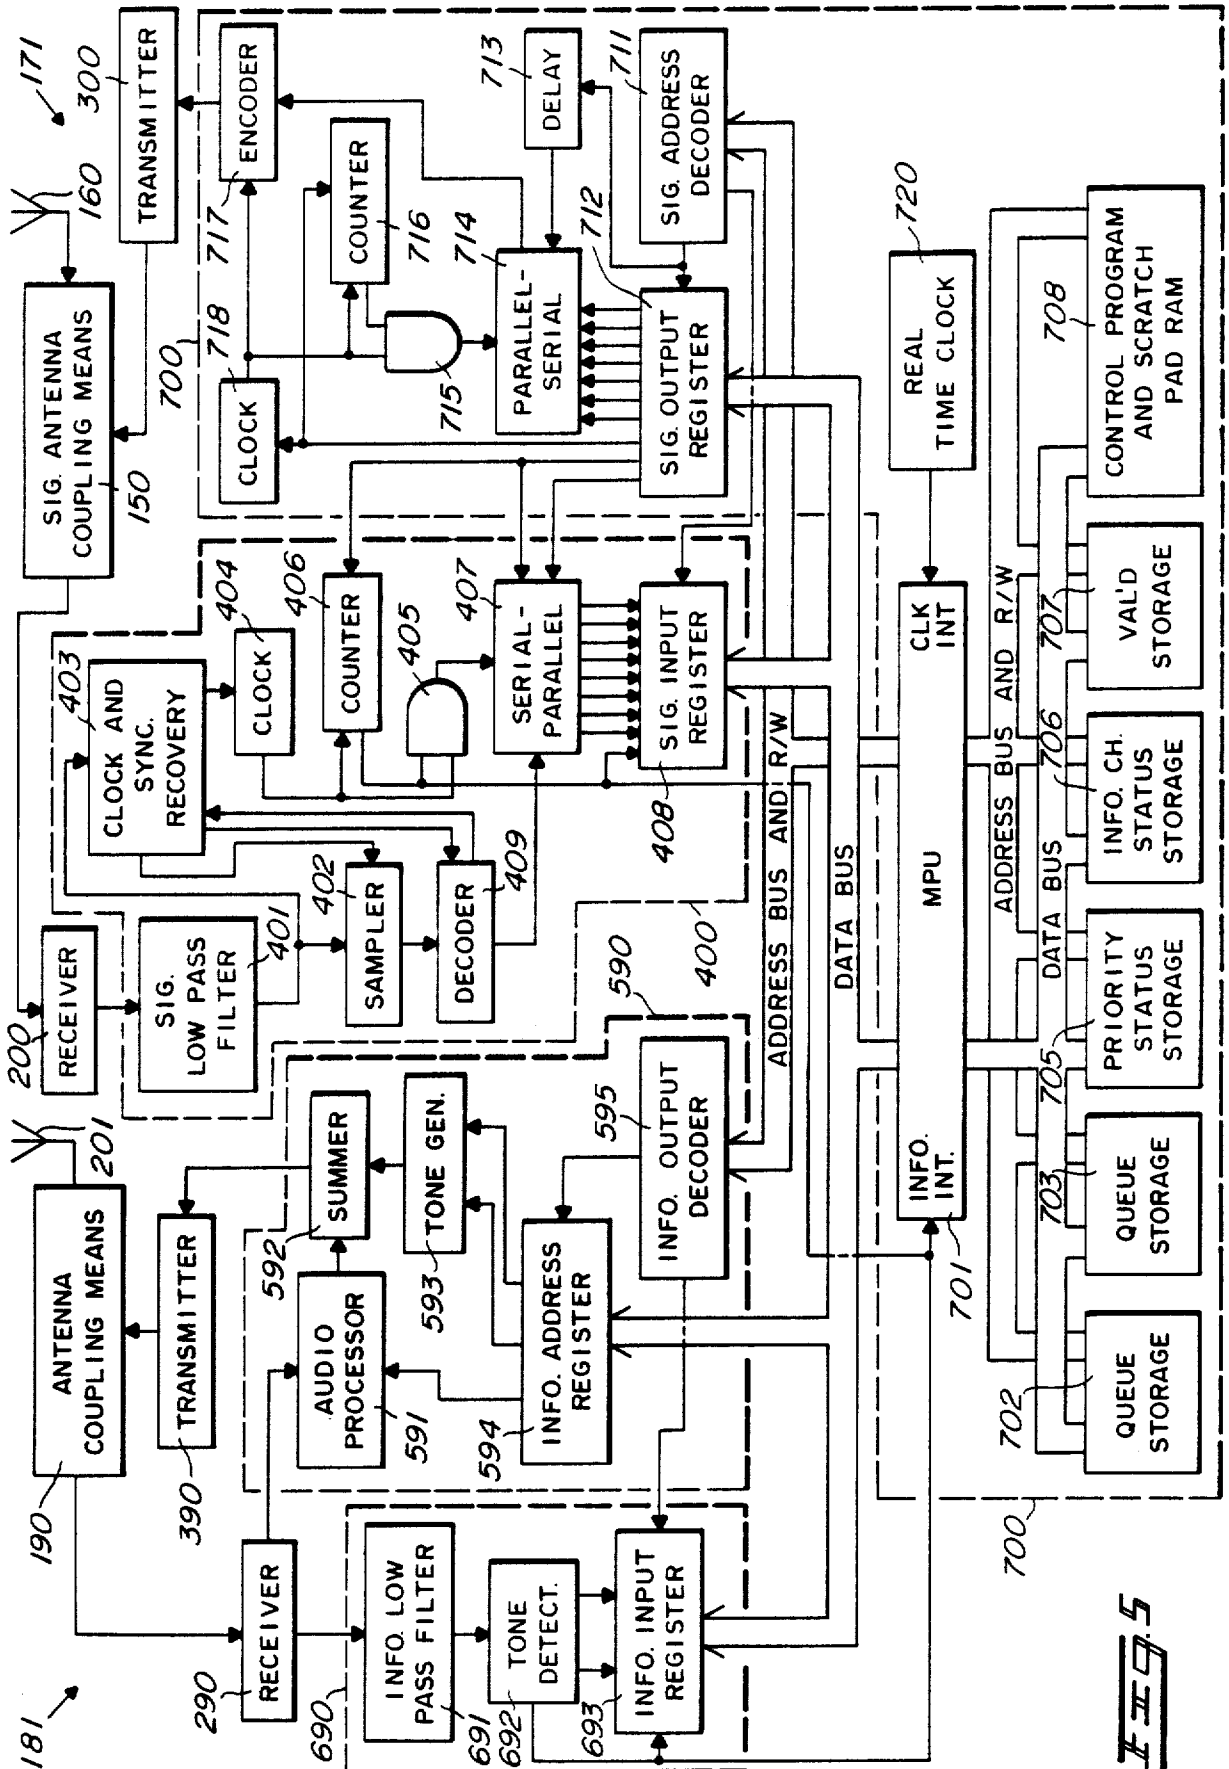 181
190
ANTENNA
COUPLING MEANS
201
200
RECEIVER
SIG. ANTENNA
COUPLING MEANS
150
160
171
300
TRANSMITTER
290
RECEIVER
390
TRANSMITTER
SIG.
LOW PASS
FILTER
401
403
CLOCK AND
SYNC.
RECOVERY
404
CLOCK
700
718
CLOCK
717
ENCODER
690
INFO. LOW
PASS FILTER
691
AUDIO
PROCESSOR
591
592
SUMMER
402
SAMPLER
406
COUNTER
405
COUNTER
716
715
713
DELAY
692
TONE
DETECT.
593
TONE GEN.
DECODER
409
407
SERIAL-
PARALLEL
714
PARALLEL-
SERIAL
693
INFO. INPUT
REGISTER
594
INFO. ADDRESS
REGISTER
595
INFO. OUTPUT
DECODER
590
400
408
SIG. INPUT
REGISTER
712
SIG. OUTPUT
REGISTER
711
SIG. ADDRESS
DECODER
ADDRESS BUS AND R/W
DATA BUS
INFO.
INT.
MPU
CLK
INT
701
REAL
TIME CLOCK
720
ADDRESS BUS AND R/W
DATA BUS
700
702
QUEUE
STORAGE
703
QUEUE
STORAGE
705
PRIORITY
STATUS
STORAGE
706
INFO. CH.
STATUS
STORAGE
707
VAL'D
STORAGE
708
CONTROL PROGRAM
AND SCRATCH
PAD RAM
FIG. 5